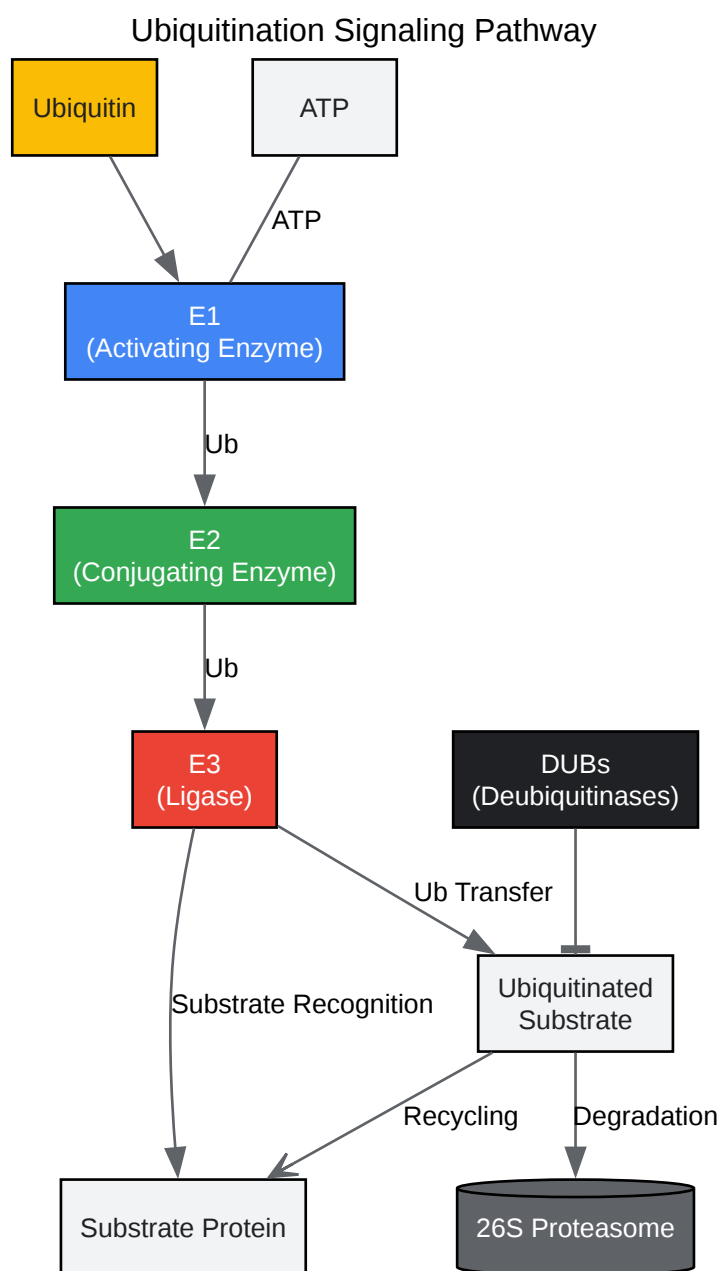 Ubiquitination Signaling Pathway
Ubiquitin
ATP
ATP
E1
(Activating Enzyme)
Ub
E2
(Conjugating Enzyme)
Ub
E3
(Ligase)
DUBs
(Deubiquitinases)
Ub Transfer
Ubiquitinated
Substrate
Substrate Recognition
Recycling
Degradation
Substrate Protein
26S Proteasome